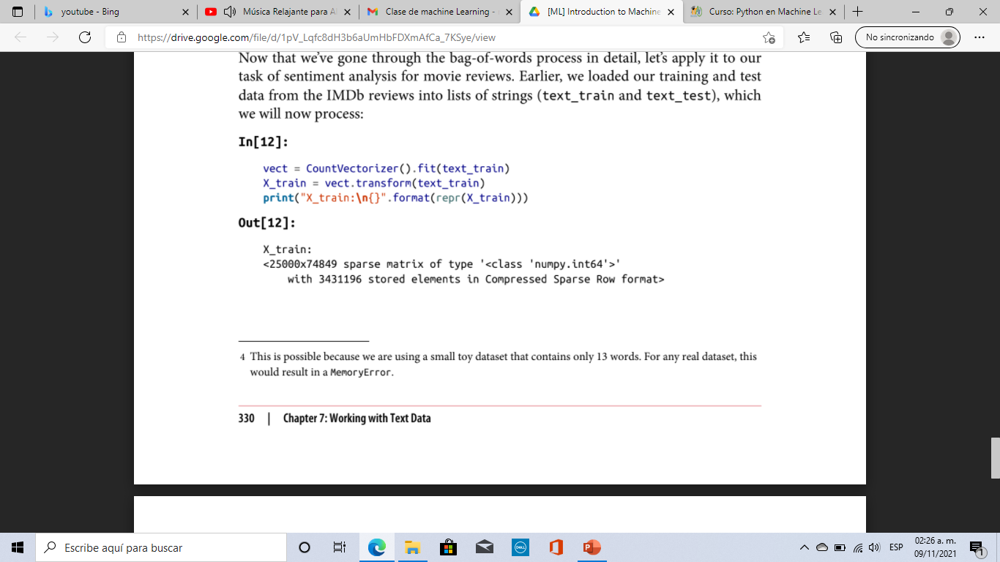 youtube - Bing
Música Relajante para Al
Clase de machine Learning -
[ML] Introduction to Machine
Curso: Python en Machine Le
https://drive.google.com/file/d/1pV_Lqfc8dH3b6aUmHbFDXmAfCa_7KSye/view
No sincronizando
Now that we’ve gone through the bag-of-words process in detail, let’s apply it to our
task of sentiment analysis for movie reviews. Earlier, we loaded our training and test
data from the IMDb reviews into lists of strings (text_train and text_test), which
we will now process:
In[12]:
vect = CountVectorizer().fit(text_train)
X_train = vect.transform(text_train)
print("X_train:\n{}".format(repr(X_train)))
Out[12]:
X_train:
<25000x74849 sparse matrix of type '<class 'numpy.int64'>'
with 3431196 stored elements in Compressed Sparse Row format>
4 This is possible because we are using a small toy dataset that contains only 13 words. For any real dataset, this
would result in a MemoryError.
330 | Chapter 7: Working with Text Data
Escribe aquí para buscar
DELL
P
ESP
02:26 a. m.
09/11/2021
1